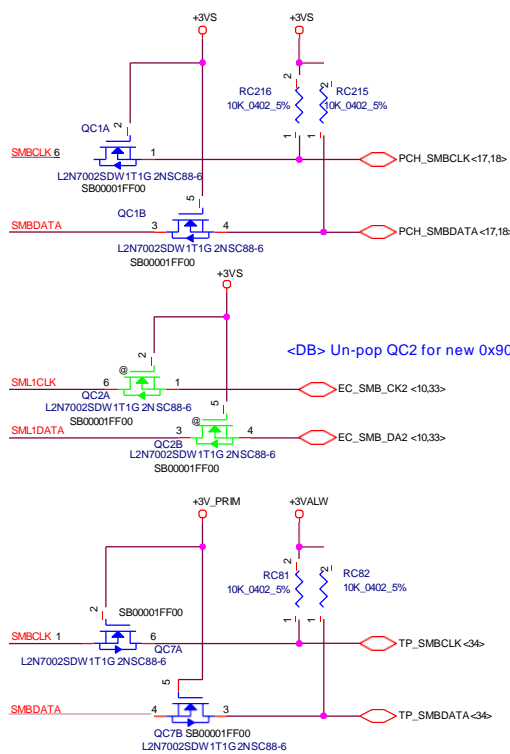 +3VS +3VS
2 2
RC216 RC215
10K_0402_5% 10K_0402_5%
QC1A 2
1 1
SMBCLK 6 1 PCH_SMBCLK <17,18>
L2N7002SDW1T1G 2NSC88-6
SB00001FF00
QC1B 5
SMBDATA 3 4 PCH_SMBDATA <17,18
L2N7002SDW1T1G 2NSC88-6
SB00001FF00
+3VS
<DB> Un-pop QC2 for new 0x90
2
@
SML1CLK 6 1 EC_SMB_CK2 <10,33>
QC2A
L2N7002SDW1T1G 2NSC88-6
SB00001FF00
5
@
SML1DATA 3 4 EC_SMB_DA2 <10,33>
QC2B
L2N7002SDW1T1G 2NSC88-6
SB00001FF00
+3V_PRIM +3VALW
2 2
RC81 RC82
10K_0402_5% 10K_0402_5%
2 SB00001FF00
1 1
SMBCLK 1 6 TP_SMBCLK <34>
QC7A
L2N7002SDW1T1G 2NSC88-6
5
SMBDATA 4 3 TP_SMBDATA <34>
QC7B SB00001FF00
L2N7002SDW1T1G 2NSC88-6